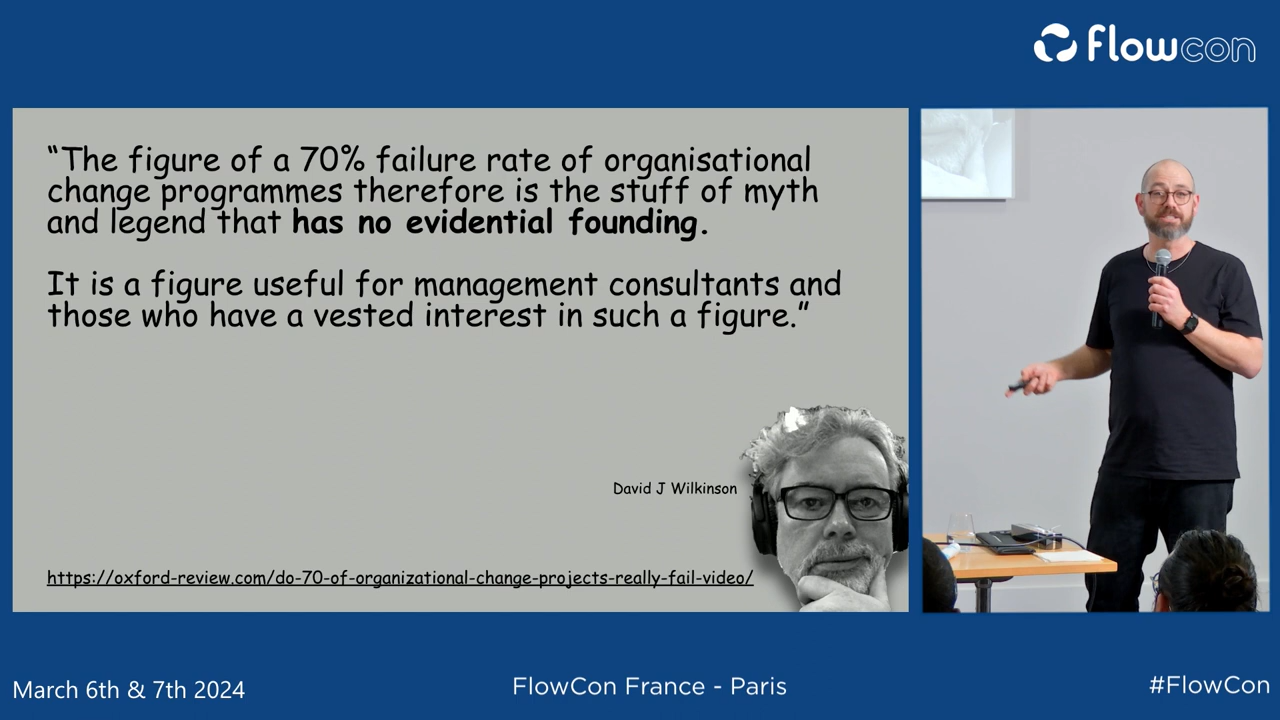 flowcon
“The figure of a 70% failure rate of organisational
change programmes therefore is the stuff of myth
and legend that has no evidential founding.
It is a figure useful for management consultants and
those who have a vested interest in such a figure.”
David J Wilkinson
https://oxford-review.com/do-70-of-organizational-change-projects-really-fail-video/
March 6th & 7th 2024
FlowCon France - Paris
#FlowCon